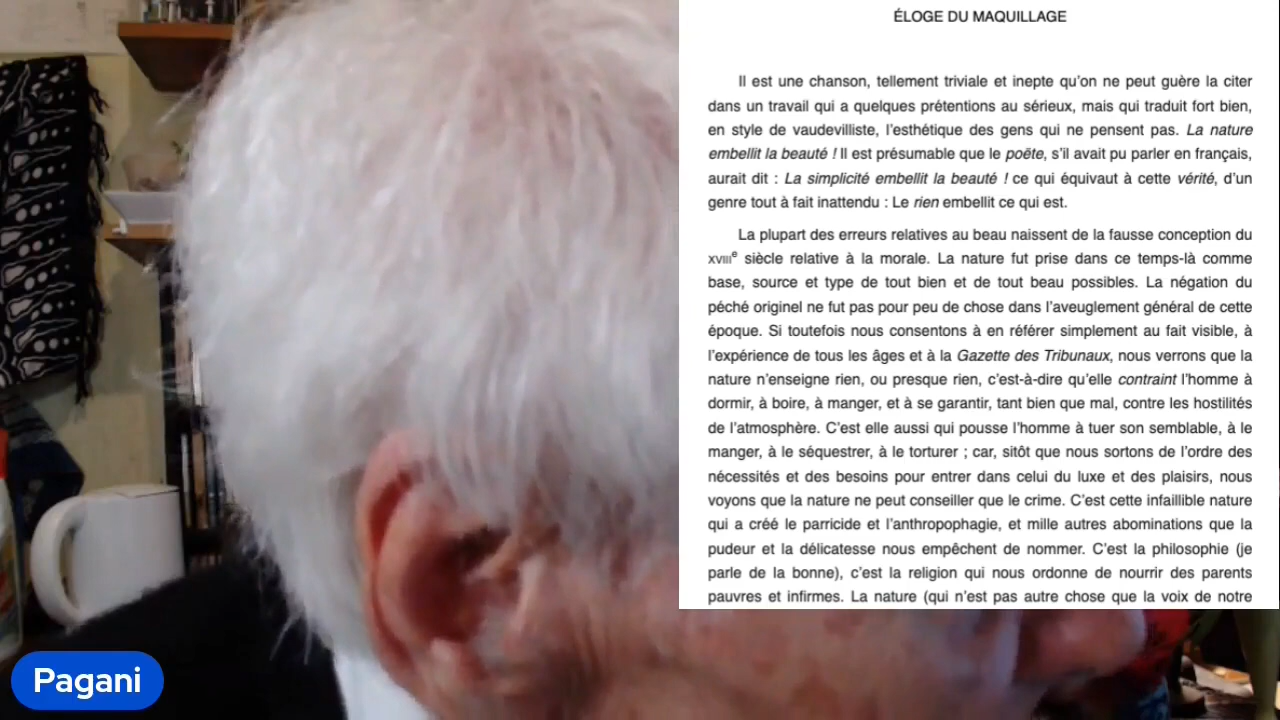 ÉLOGE DU MAQUILLAGE
Il est une chanson, tellement triviale et inepte qu’on ne peut guère la citer
dans un travail qui a quelques prétentions au sérieux, mais qui traduit fort bien,
en style de vaudevilliste, l’esthétique des gens qui ne pensent pas. La nature
embellit la beauté ! Il est présumable que le poëte, s’il avait pu parler en français,
aurait dit : La simplicité embellit la beauté ! ce qui équivaut à cette vérité, d’un
genre tout à fait inattendu : Le rien embellit ce qui est.
La plupart des erreurs relatives au beau naissent de la fausse conception du
XVIIIe siècle relative à la morale. La nature fut prise dans ce temps-là comme
base, source et type de tout bien et de tout beau possibles. La négation du
péché originel ne fut pas pour peu de chose dans l’aveuglement général de cette
époque. Si toutefois nous consentons à en référer simplement au fait visible, à
l’expérience de tous les âges et à la Gazette des Tribunaux, nous verrons que la
nature n’enseigne rien, ou presque rien, c’est-à-dire qu’elle contraint l’homme à
dormir, à boire, à manger, et à se garantir, tant bien que mal, contre les hostilités
de l’atmosphère. C’est elle aussi qui pousse l’homme à tuer son semblable, à le
manger, à le séquestrer, à le torturer ; car, sitôt que nous sortons de l’ordre des
nécessités et des besoins pour entrer dans celui du luxe et des plaisirs, nous
voyons que la nature ne peut conseiller que le crime. C’est cette infaillible nature
qui a créé le parricide et l’anthropophagie, et mille autres abominations que la
pudeur et la délicatesse nous empêchent de nommer. C’est la philosophie (je
parle de la bonne), c’est la religion qui nous ordonne de nourrir des parents
pauvres et infirmes. La nature (qui n’est pas autre chose que la voix de notre
Pagani